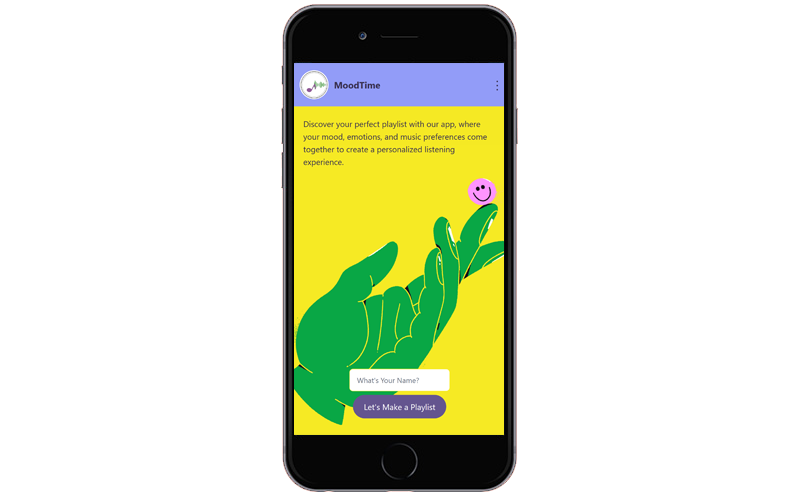 MoodTime
Discover your perfect playlist with our app, where
your mood, emotions, and music preferences come
together to create a personalized listening
experience.
What's Your Name?
Let's Make a Playlist